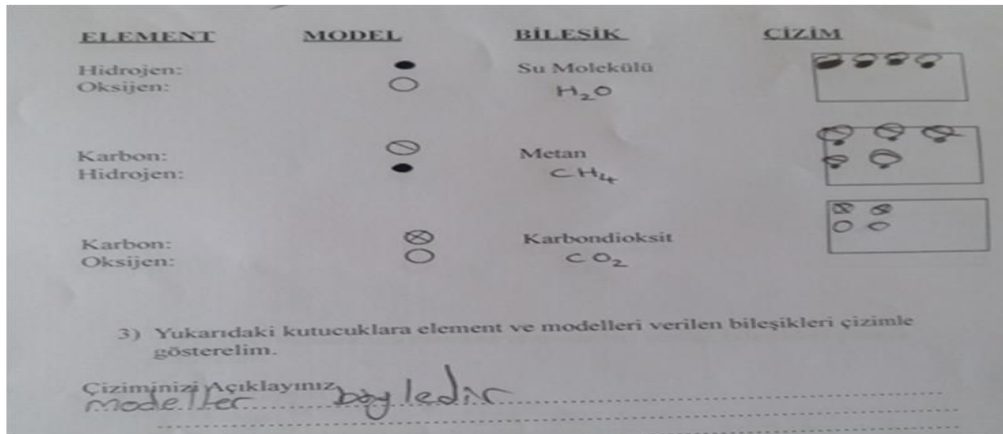 ELEMENT MODEL BİLEŞİK ÇİZİM
Hidrojen: Su Molekülü
Oksijen: H₂O
Karbon: Metan
Hidrojen: CH₄
Karbon: Karbondioksit
Oksijen: CO₂
3) Yukarıdaki kutucuklara element ve modelleri verilen bileşikleri çizimle
gösterelim.
Çiziminizi Açıklayınız
modeller böyledir